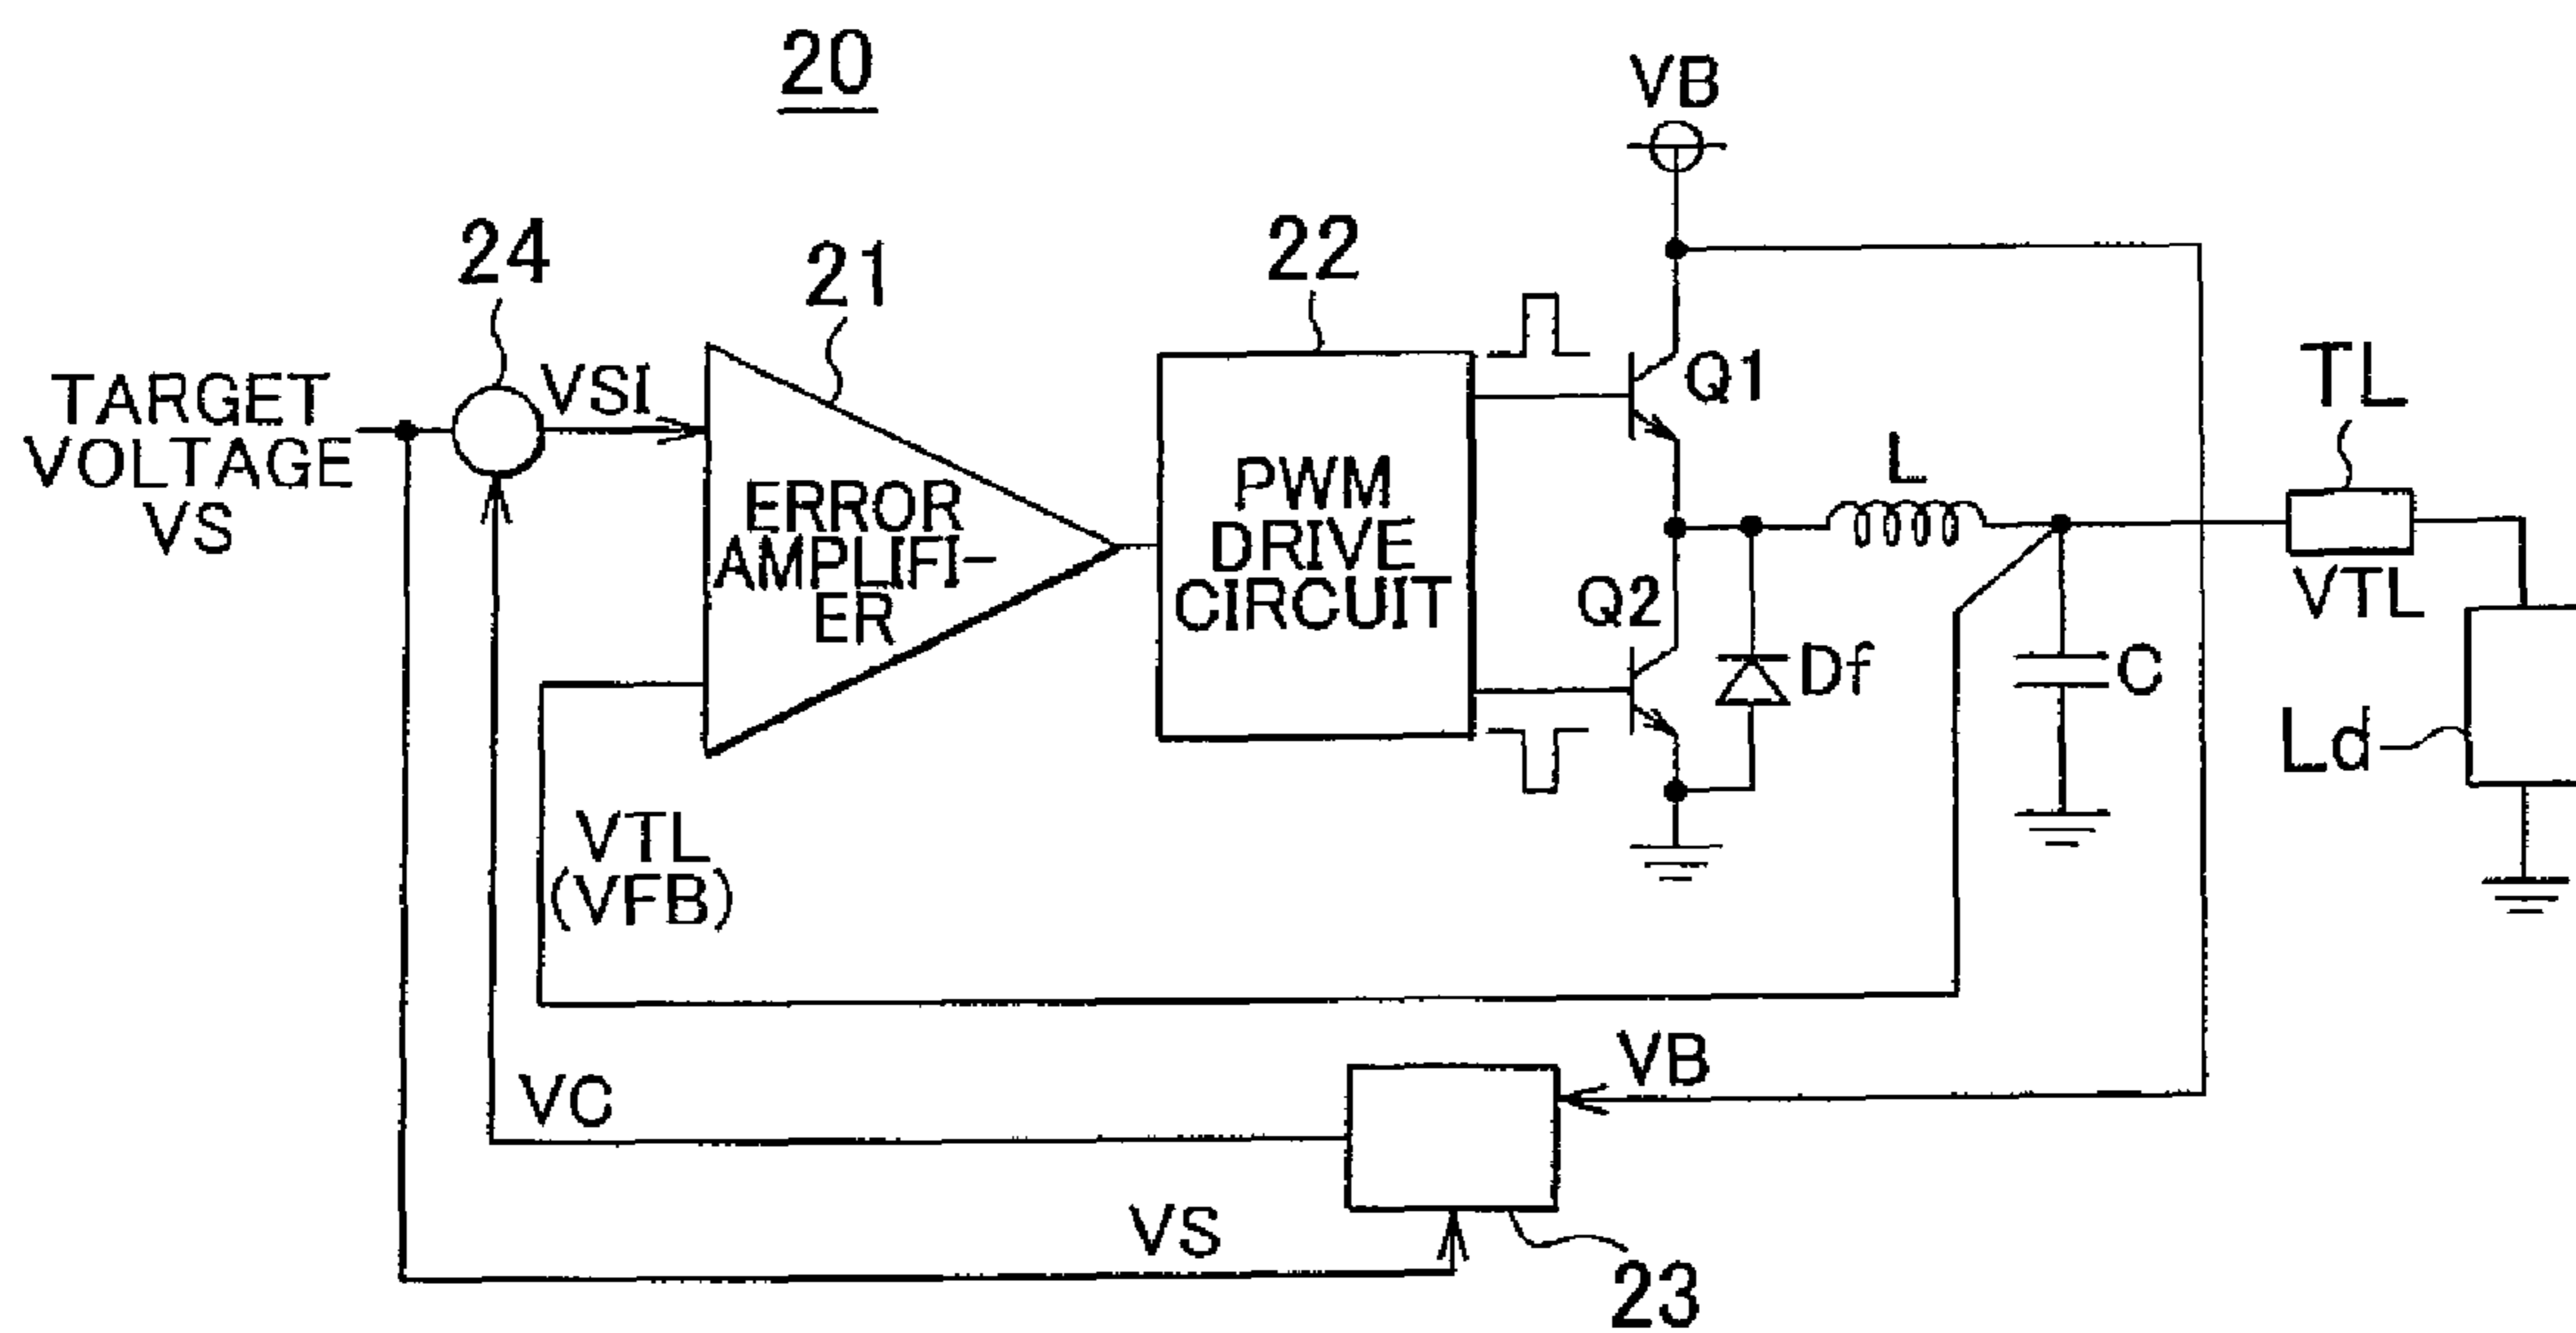 20
VB
24
21
22
TARGET
VOLTAGE
VS
VSI
ERROR
AMPLIFI-
ER
PWM
DRIVE
CIRCUIT
Q1
L
TL
VTL
Q2
Df
C
Ld
VTL
(VFB)
VB
VC
VS
23